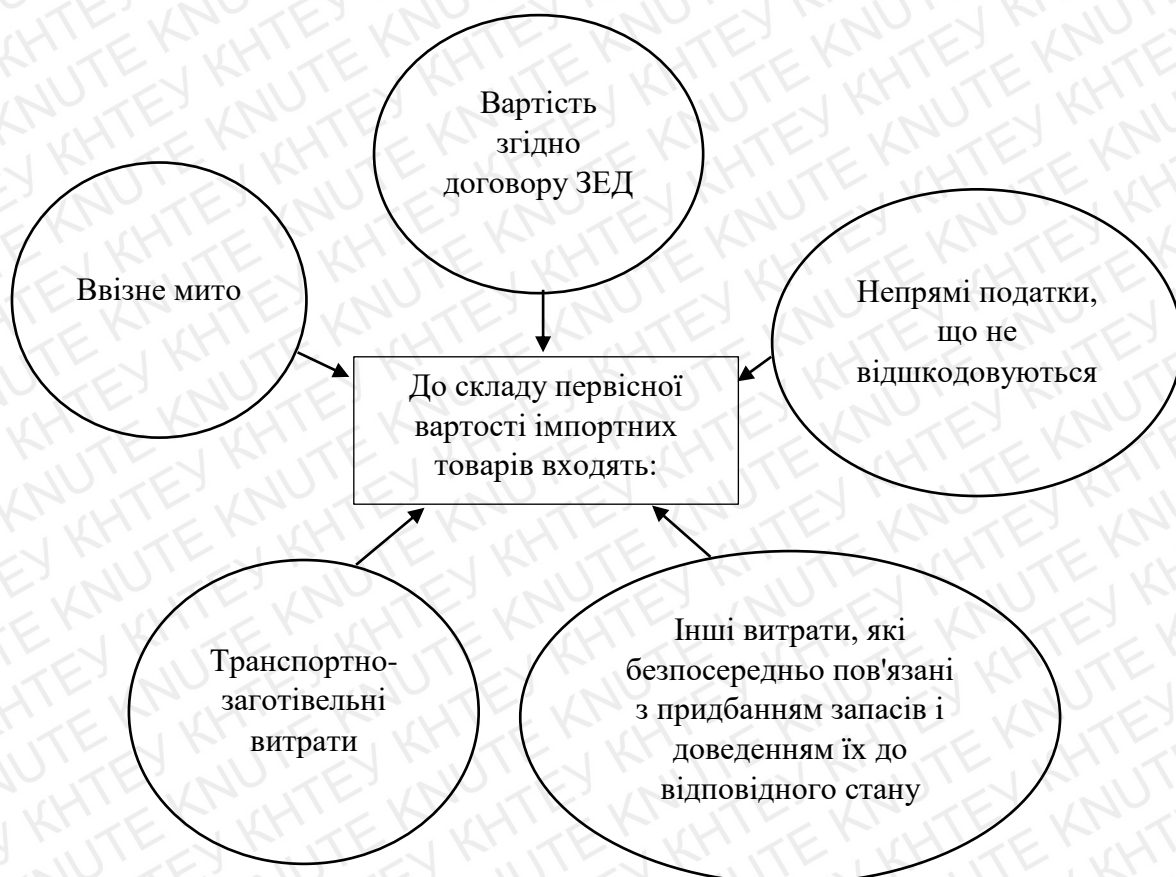 Вартість
згідно
договору ЗЕД
Ввізне мито
Непрямі податки,
що не
відшкодовуються
До складу первісної
вартості імпортних
товарів входять:
Транспортно-
заготівельні
витрати
Інші витрати, які
безпосередньо пов'язані
з придбанням запасів і
доведенням їх до
відповідного стану